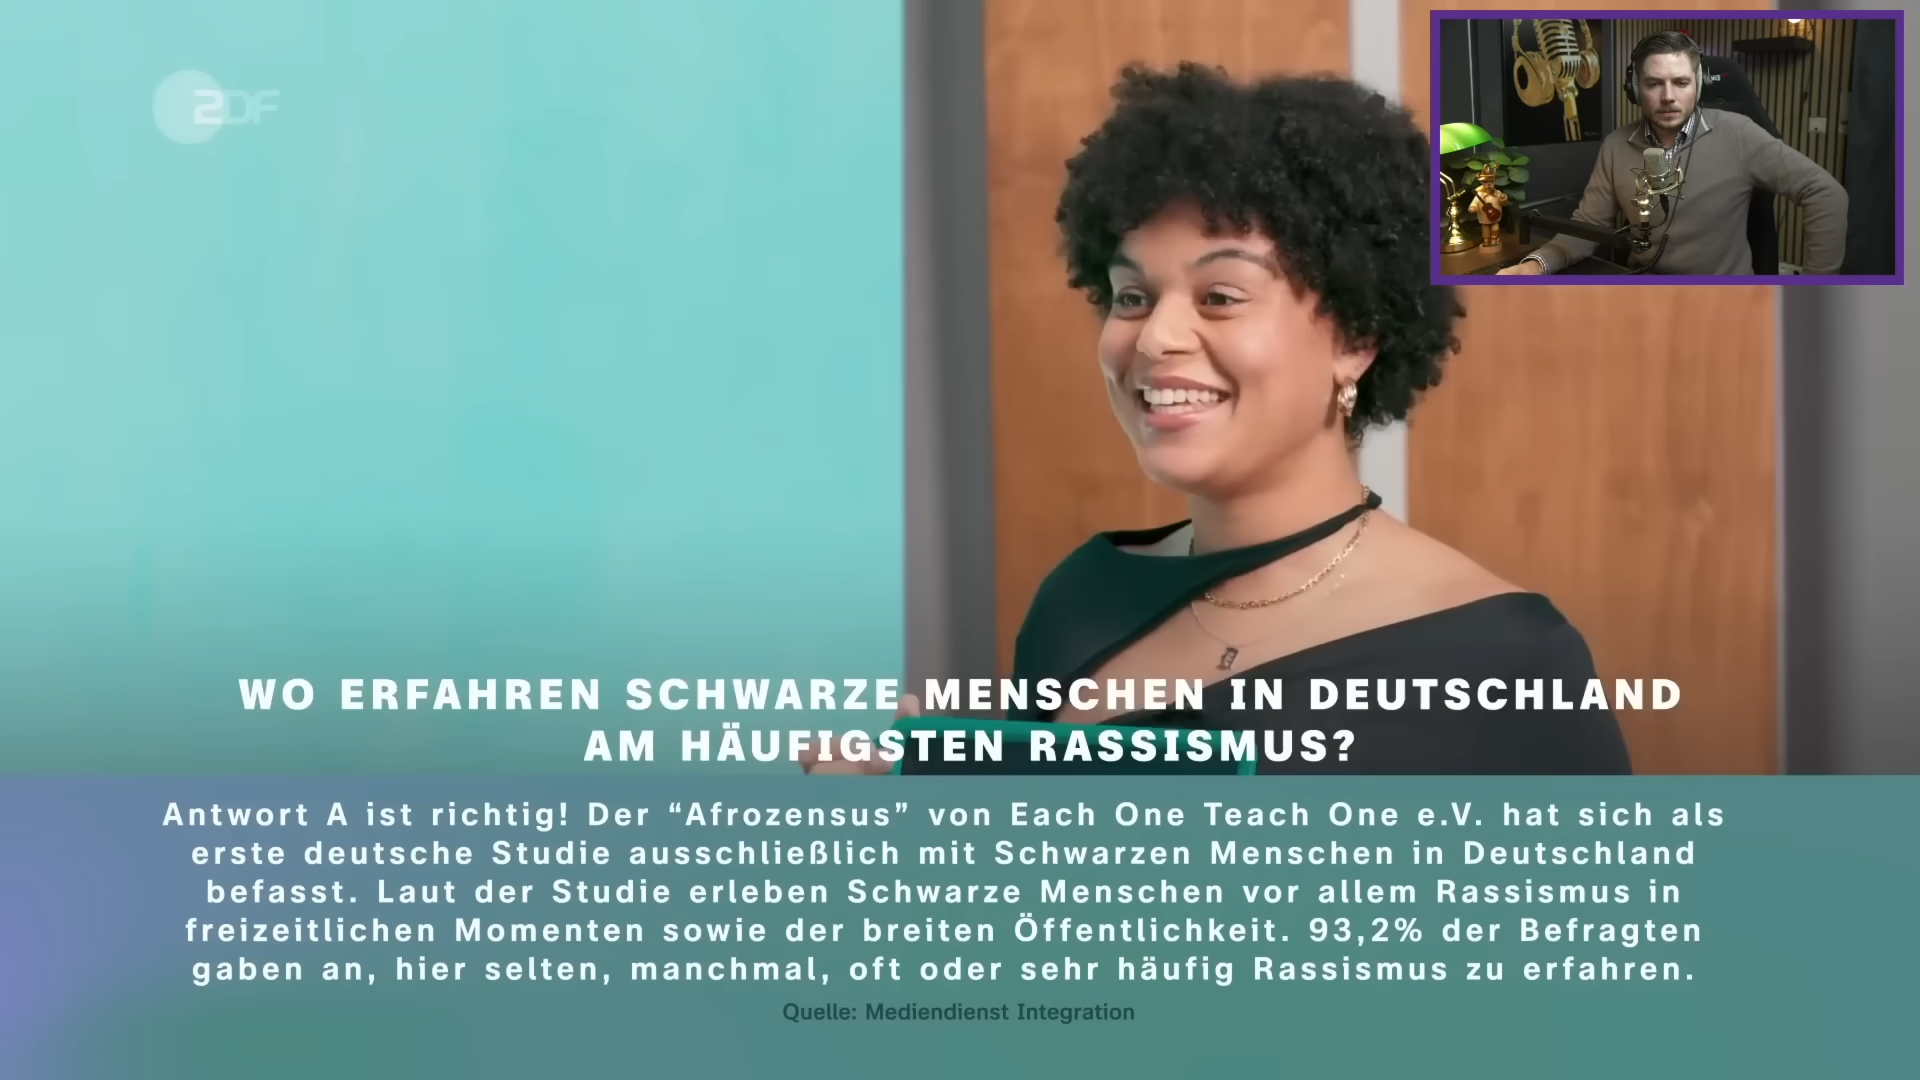 ZDF
WO ERFAHREN SCHWARZE MENSCHEN IN DEUTSCHLAND
AM HÄUFIGSTEN RASSISMUS?
Antwort A ist richtig! Der “Afrozensus” von Each One Teach One e.V. hat sich als
erste deutsche Studie ausschließlich mit Schwarzen Menschen in Deutschland
befasst. Laut der Studie erleben Schwarze Menschen vor allem Rassismus in
freizeitlichen Momenten sowie der breiten Öffentlichkeit. 93,2% der Befragten
gaben an, hier selten, manchmal, oft oder sehr häufig Rassismus zu erfahren.
Quelle: Mediendienst Integration